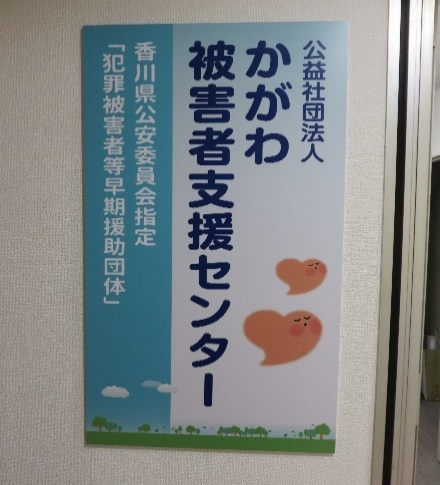 公益社団法人
かがわ
被害者支援センター
香川県公安委員会指定
「犯罪被害者等早期援助団体」